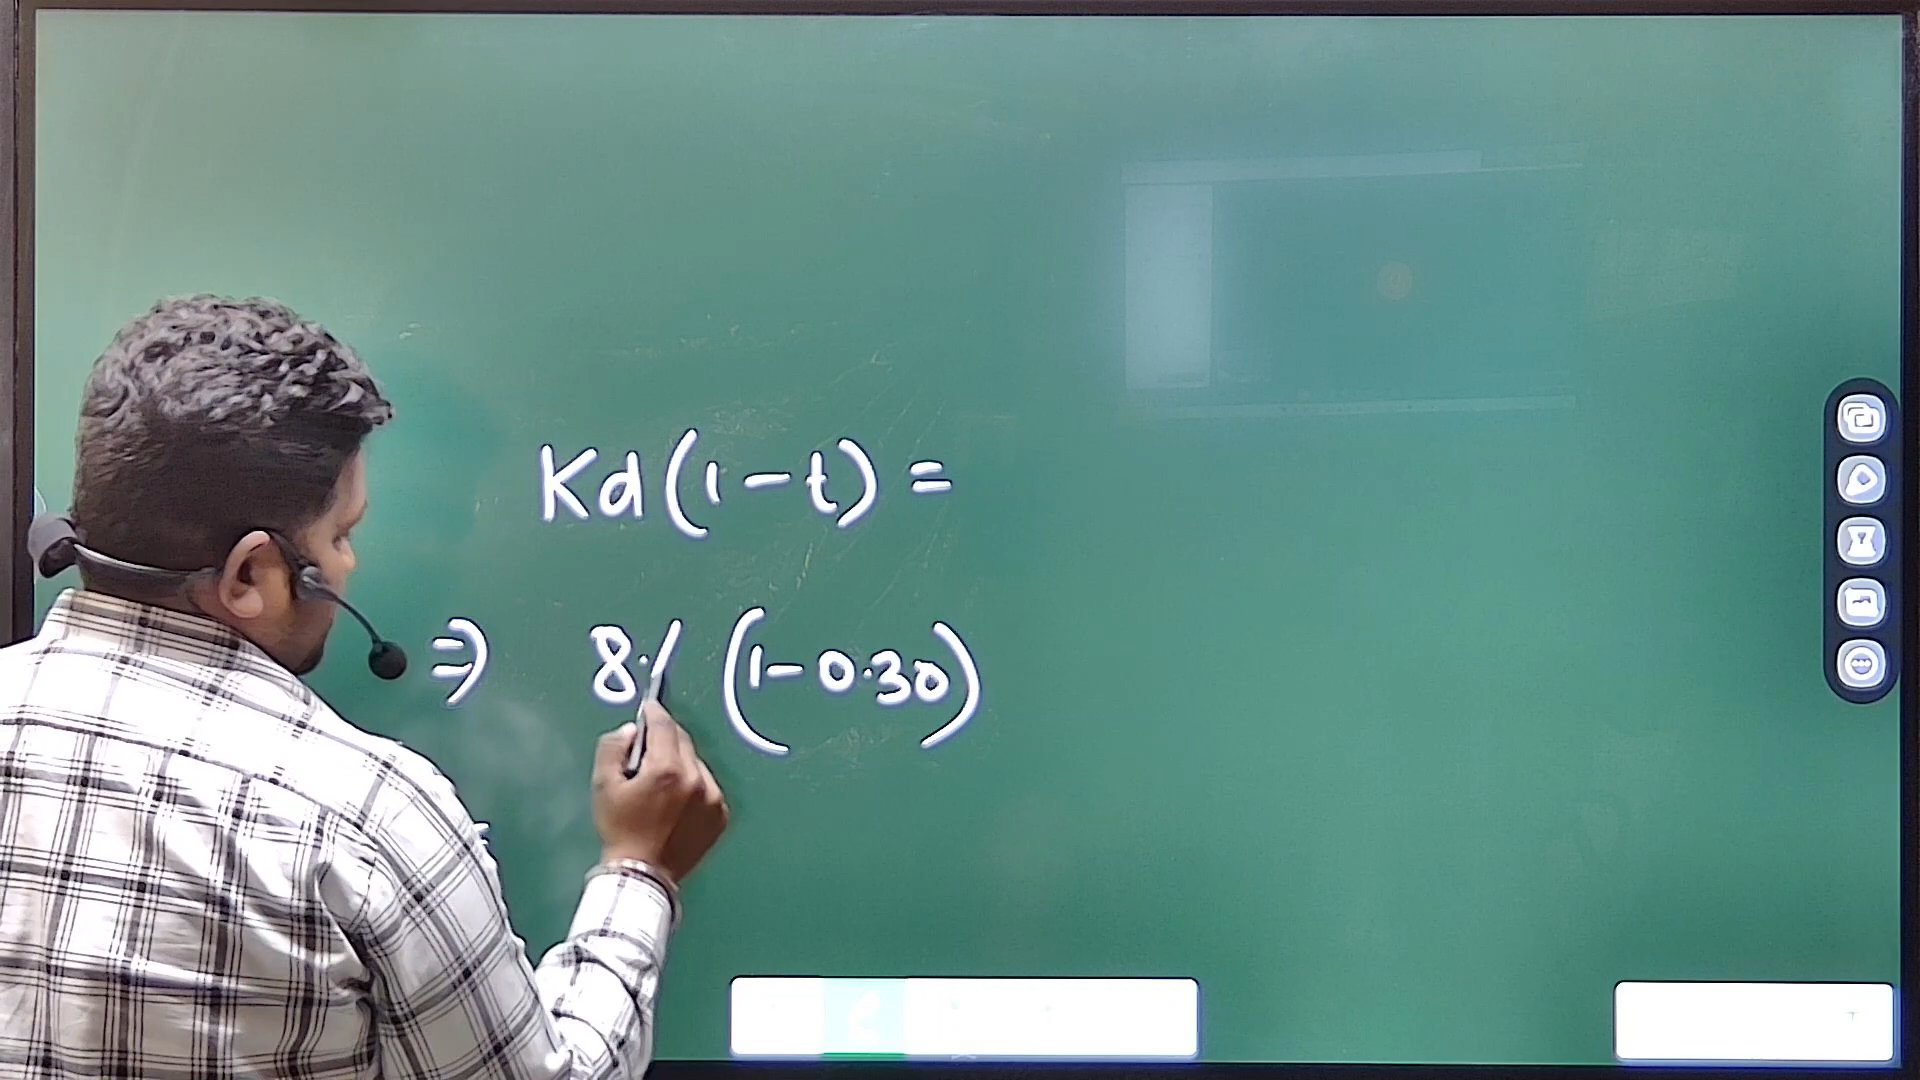 Kd (1 - t) =
⇒ 8% (1 - 0.30)